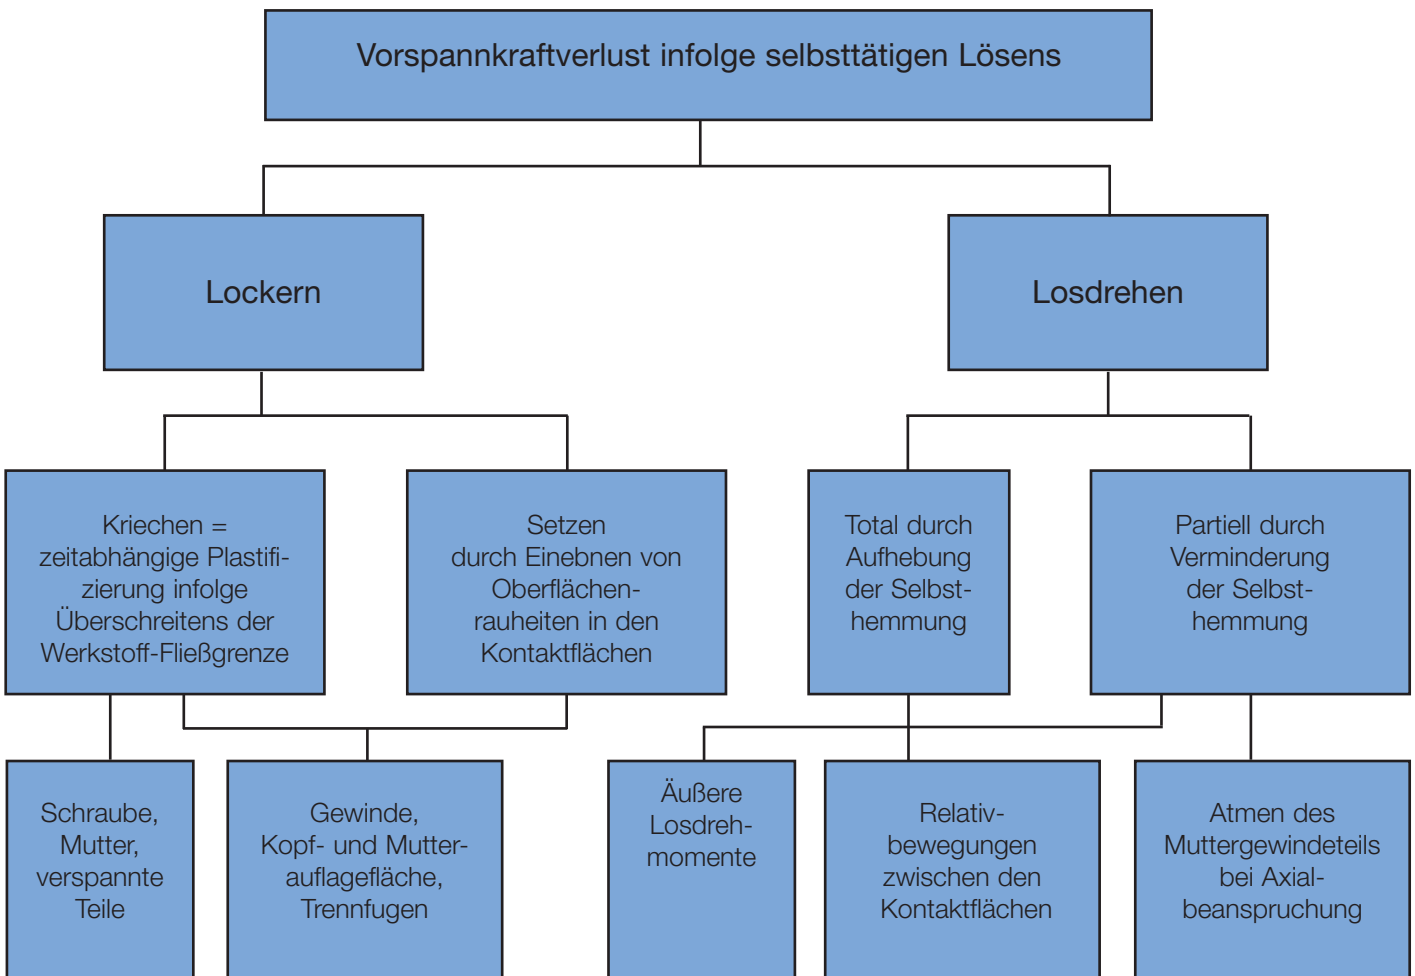 Vorspannkraftverlust infolge selbsttätigen Lösens
Lockern
Losdrehen
Kriechen =
zeitabhängige Plastifi-
zierung infolge
Überschreitens der
Werkstoff-Fließgrenze
Setzen
durch Einebnen von
Oberflächen-
rauheiten in den
Kontaktflächen
Total durch
Aufhebung
der Selbst-
hemmung
Partiell durch
Verminderung
der Selbst-
hemmung
Schraube,
Mutter,
verspannte
Teile
Gewinde,
Kopf- und Mutter-
auflagefläche,
Trennfugen
Äußere
Losdreh-
momente
Relativ-
bewegungen
zwischen den
Kontaktflächen
Atmen des
Muttergewindeteils
bei Axial-
beanspruchung